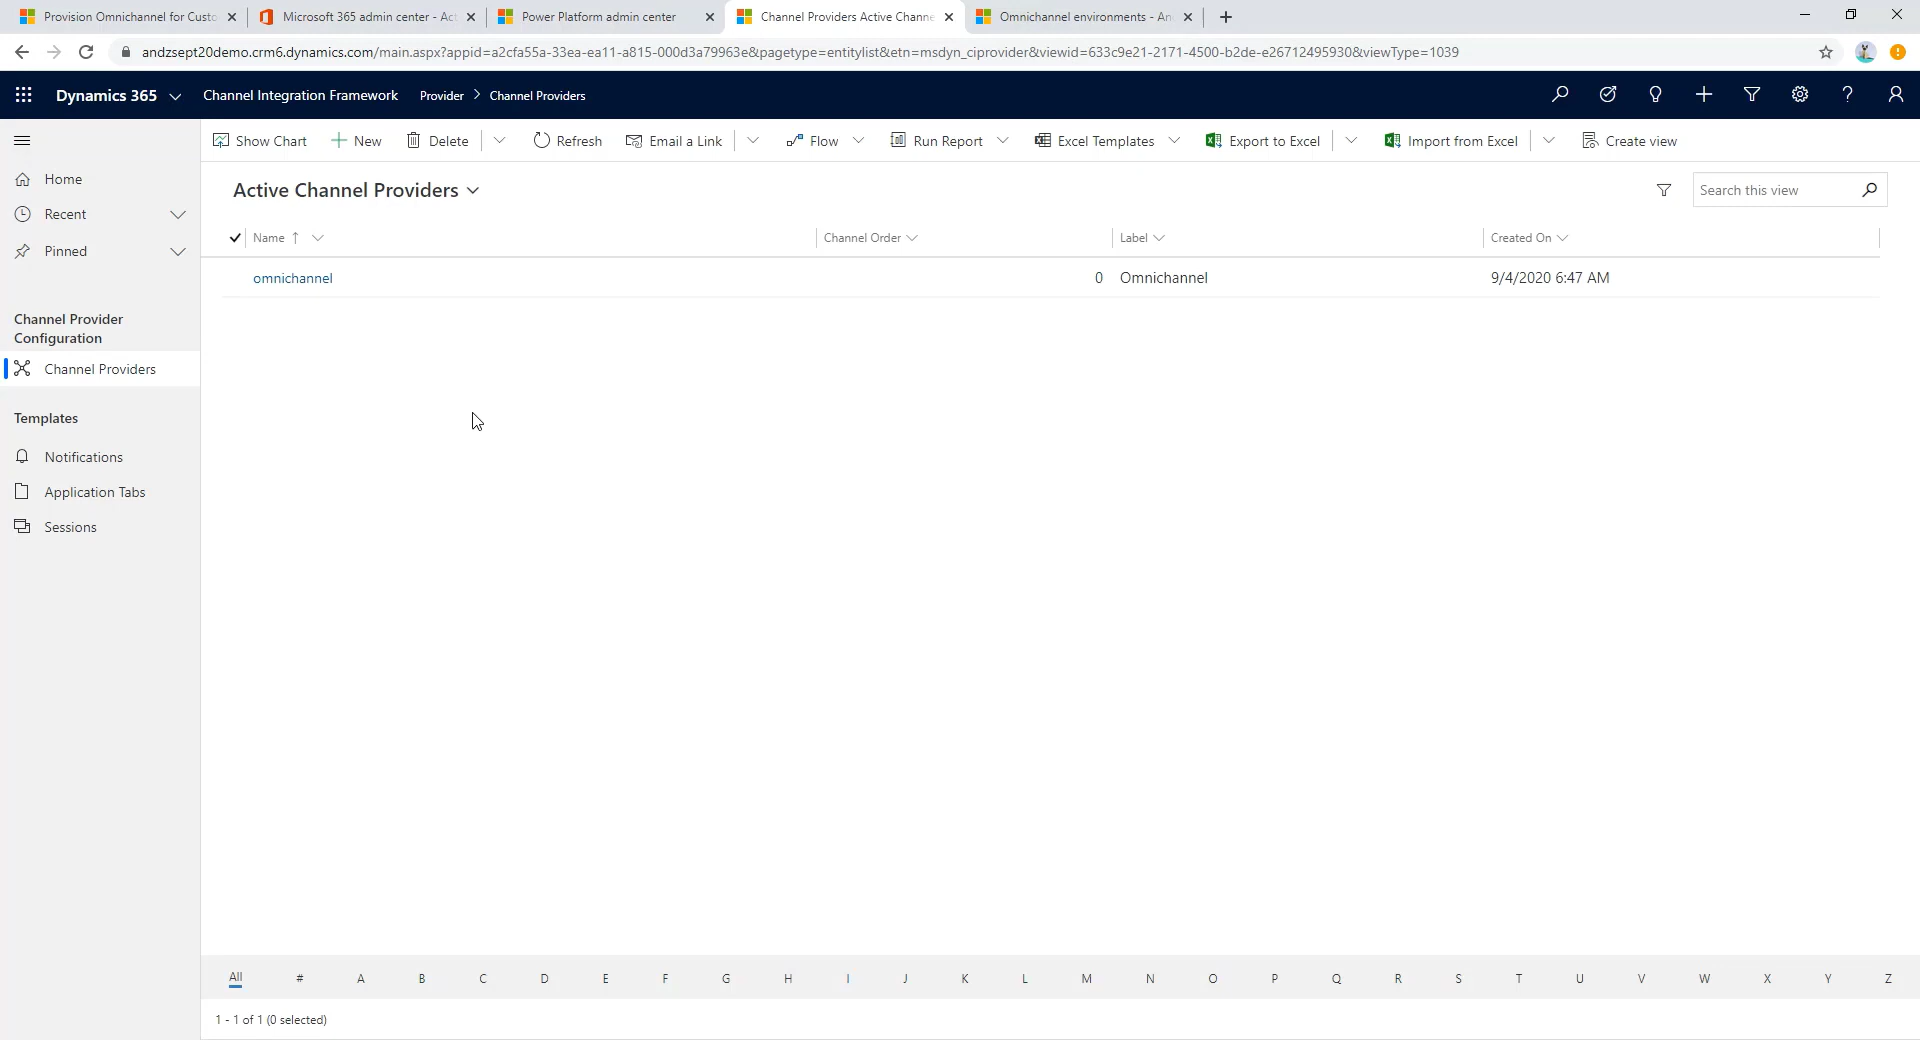 Provision Omnichannel for Custo
Microsoft 365 admin center - Act
Power Platform admin center
Channel Providers Active Channe
Omnichannel environments - An
andzsept20demo.crm6.dynamics.com/main.aspx?appid=a2cfa55a-33ea-ea11-a815-000d3a79963e&pagetype=entitylist&etn=msdyn_ciprovider&viewid=633c9e21-2171-4500-b2de-e26712495930&viewType=1039
Dynamics 365
Channel Integration Framework
Provider > Channel Providers
Show Chart
New
Delete
Refresh
Email a Link
Flow
Run Report
Excel Templates
Export to Excel
Import from Excel
Create view
Home
Recent
Pinned
Channel Provider
Configuration
Channel Providers
Templates
Notifications
Application Tabs
Sessions
Active Channel Providers
Search this view
Name ↑ Channel Order Label Created On
omnichannel 0 Omnichannel 9/4/2020 6:47 AM
All # A B C D E F G H I J K L M N O P Q R S T U V W X Y Z
1 - 1 of 1 (0 selected)